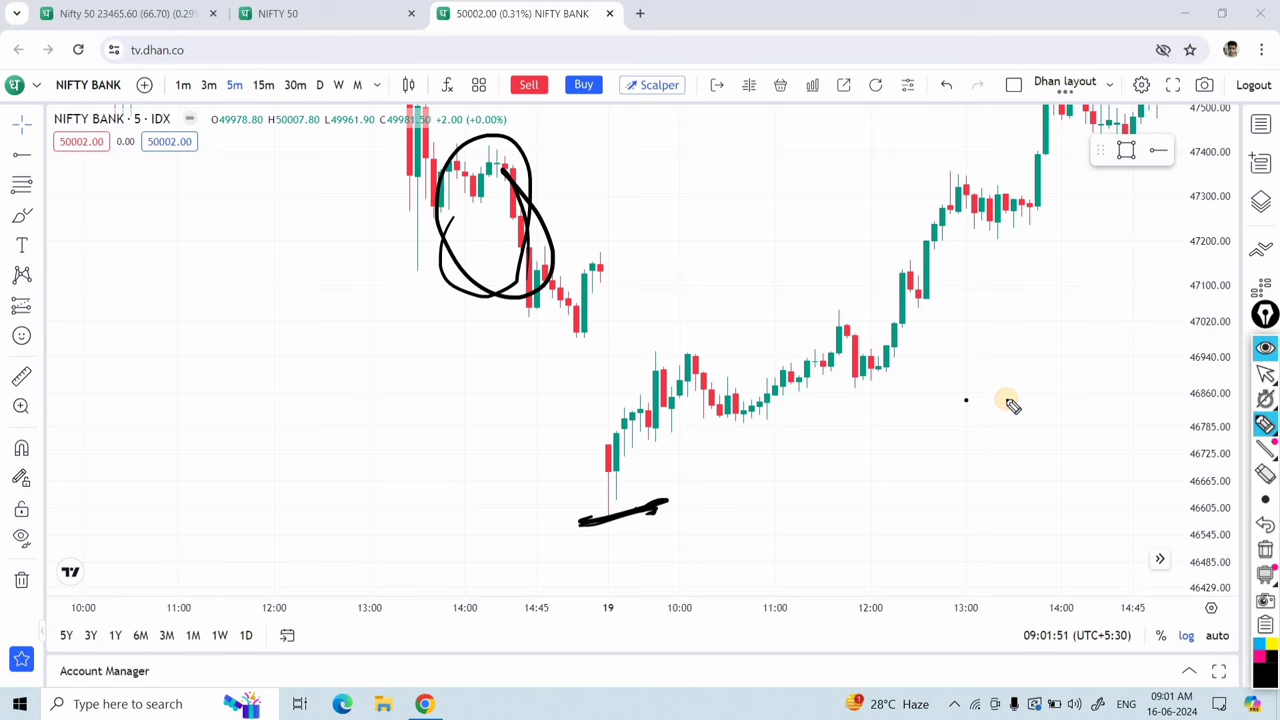 Nifty 50 23465.60 (66.70) (0.29%
NIFTY 50
50002.00 (0.31%) NIFTY BANK
tv.dhan.co
ध NIFTY BANK 1m 3m 5m 15m 30m D W M Sell Buy Scalper Dhan layout Logout
NIFTY BANK · 5 · IDX O49978.80 H50007.80 L49961.90 C49981.50 +2.00 (+0.00%)
50002.00 0.00 50002.00
47500.00
47400.00
47300.00
47200.00
47100.00
47020.00
46940.00
46860.00
46785.00
46725.00
46665.00
46605.00
46545.00
46485.00
46429.00
10:00 11:00 12:00 13:00 14:00 14:45 19 10:00 11:00 12:00 13:00 14:00 14:45
5Y 3Y 1Y 6M 3M 1M 1W 1D 09:01:51 (UTC+5:30) % log auto
Account Manager
Type here to search 28°C Haze ENG 09:01 AM
16-06-2024